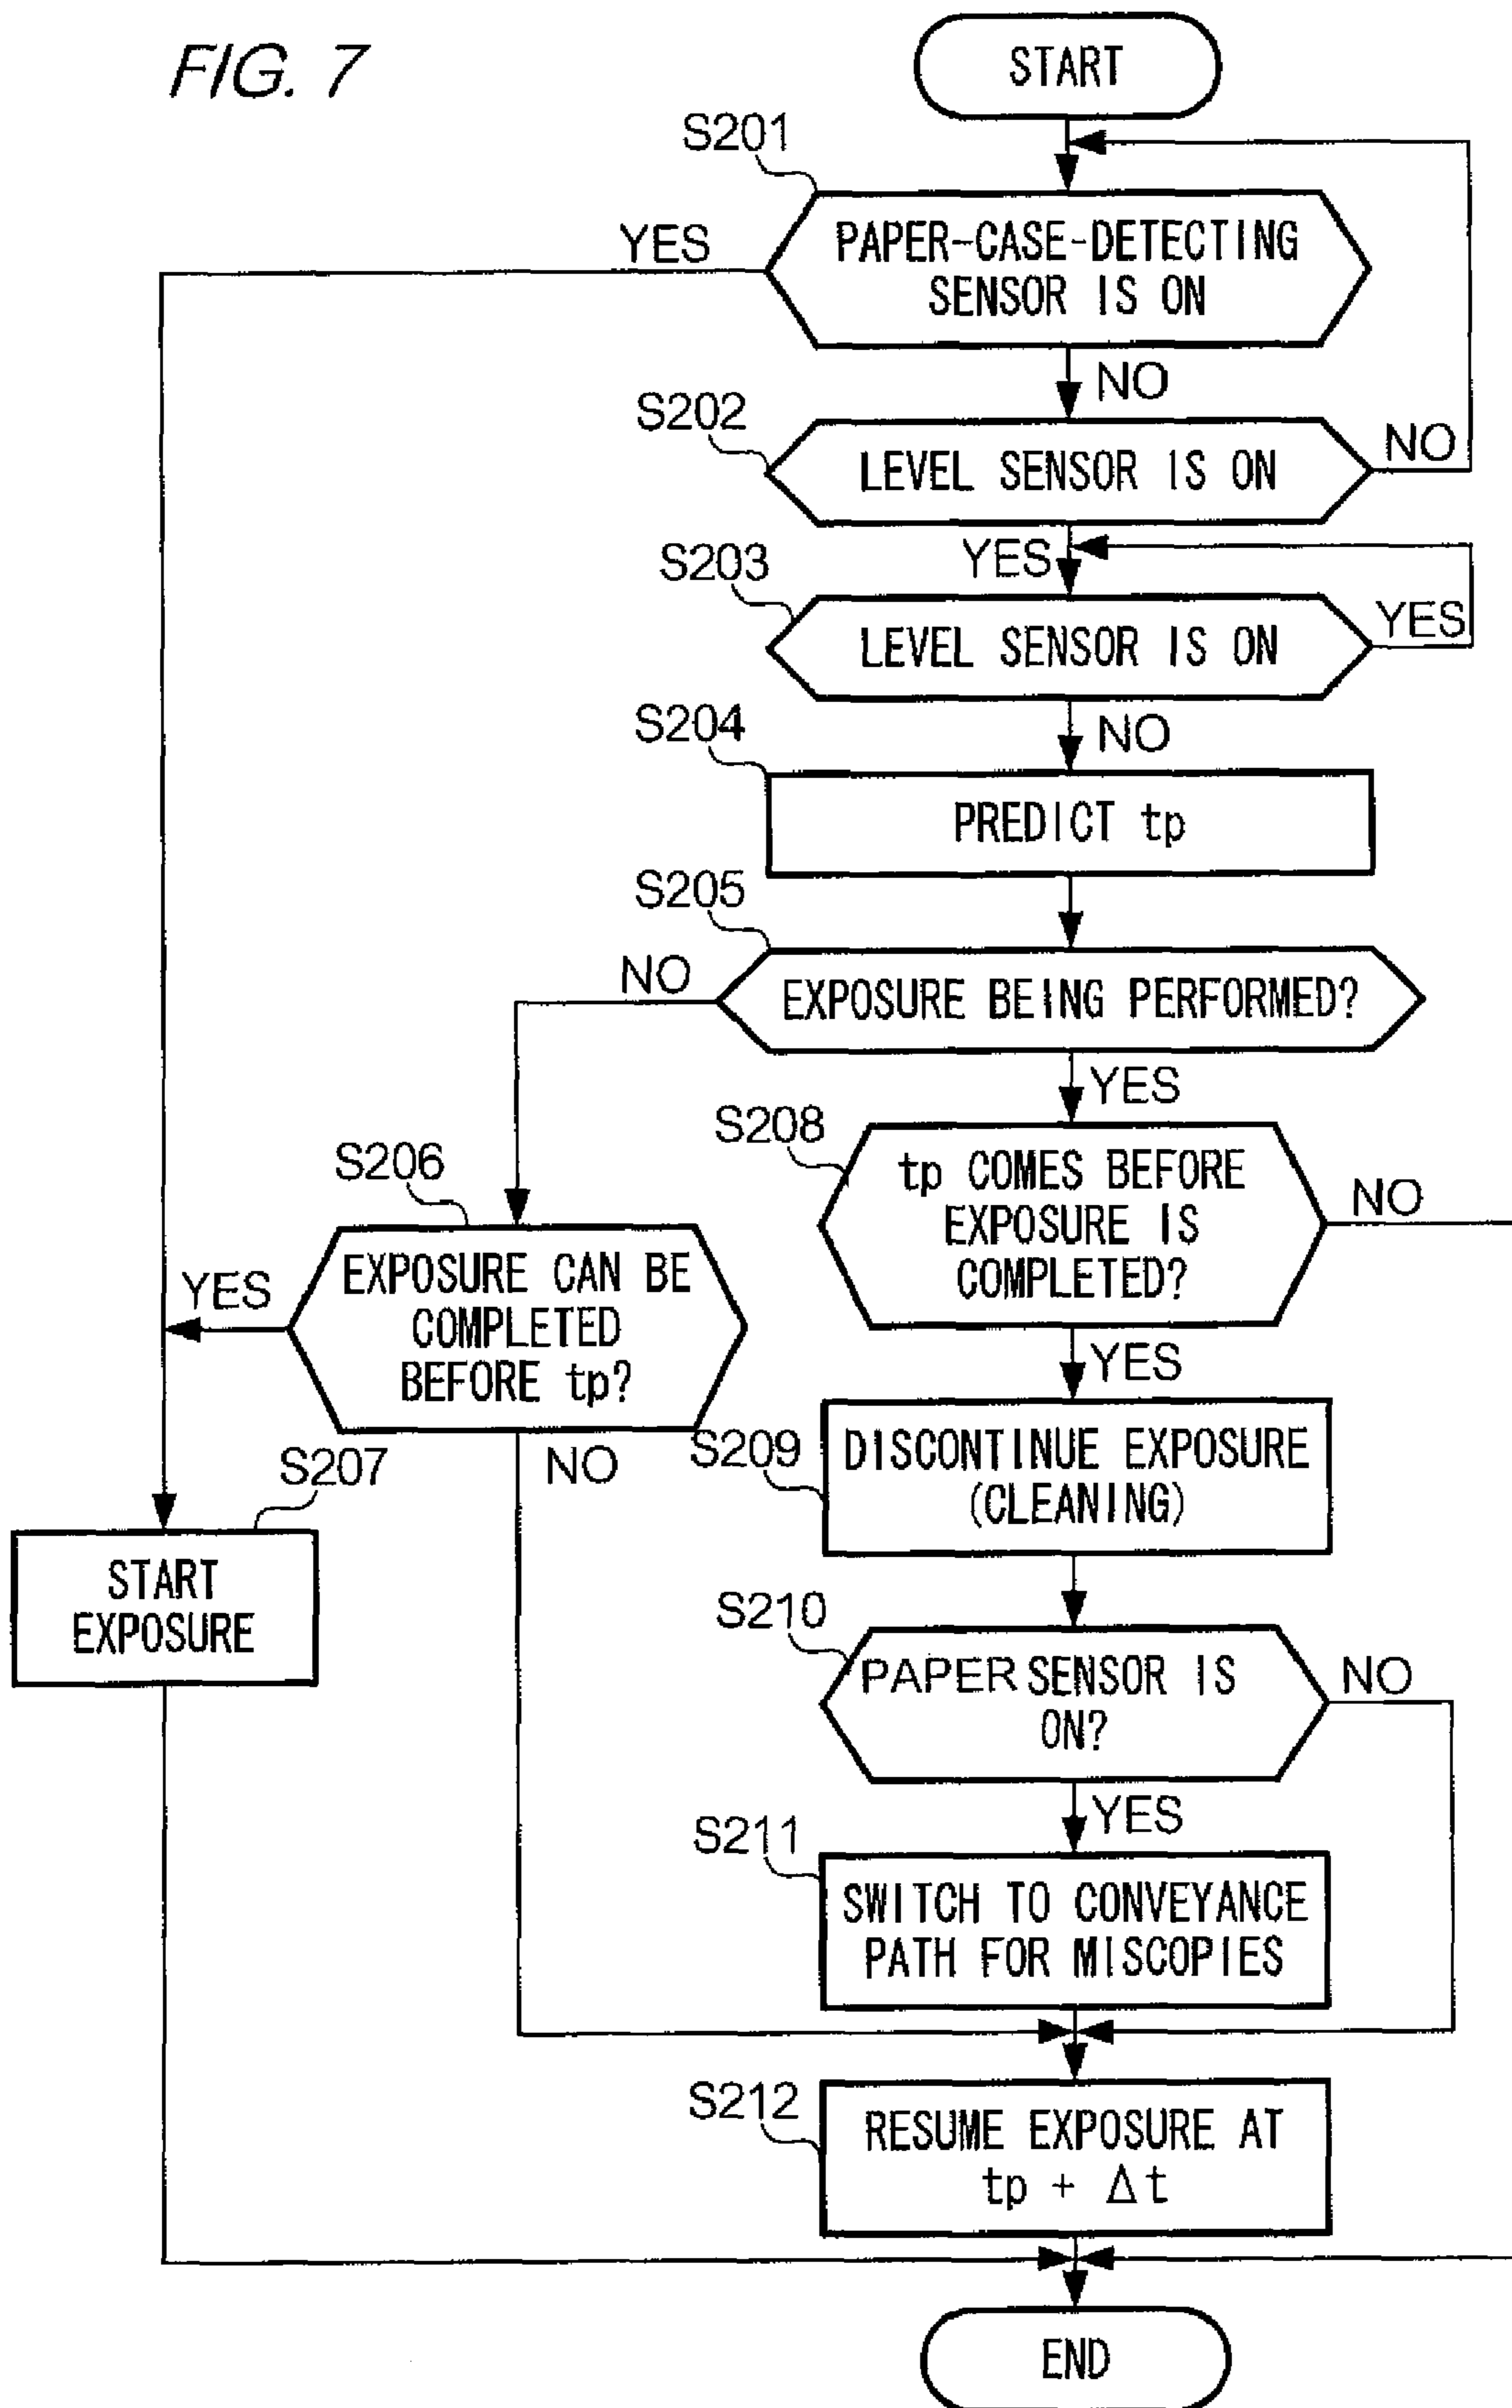 FIG. 7
START
S201
YES
PAPER-CASE-DETECTING
SENSOR IS ON
NO
S202
LEVEL SENSOR IS ON
NO
YES
S203
LEVEL SENSOR IS ON
YES
S204
NO
PREDICT tp
S205
NO
EXPOSURE BEING PERFORMED?
YES
S208
tp COMES BEFORE
EXPOSURE IS
COMPLETED?
NO
S206
YES
EXPOSURE CAN BE
COMPLETED
BEFORE tp?
YES
NO
S209
DISCONTINUE EXPOSURE
(CLEANING)
S207
START
EXPOSURE
S210
PAPER SENSOR IS
ON?
NO
YES
S211
SWITCH TO CONVEYANCE
PATH FOR MISCOPIES
S212
RESUME EXPOSURE AT
tp + Δt
END